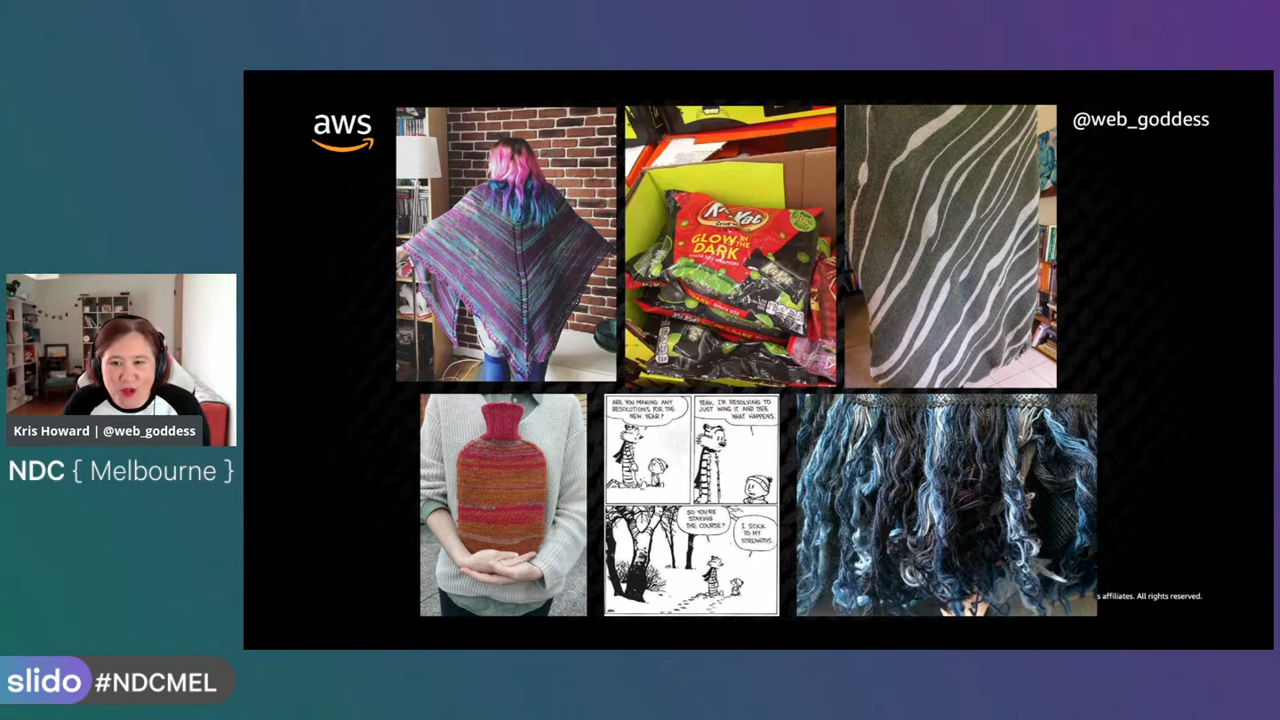 aws
@web_goddess
Kit Kat
GLOW IN THE
DARK
ARE YOU MAKING ANY
RESOLUTIONS FOR THE
NEW YEAR?
YEAH, I'M RESOLVING TO
JUST WING IT AND SEE
WHAT HAPPENS.
SO YOU'RE
STAYING
THE COURSE?
I STICK
TO MY
STRENGTHS.
s affiliates. All rights reserved.
Kris Howard | @web_goddess
NDC { Melbourne }
slido #NDCMEL